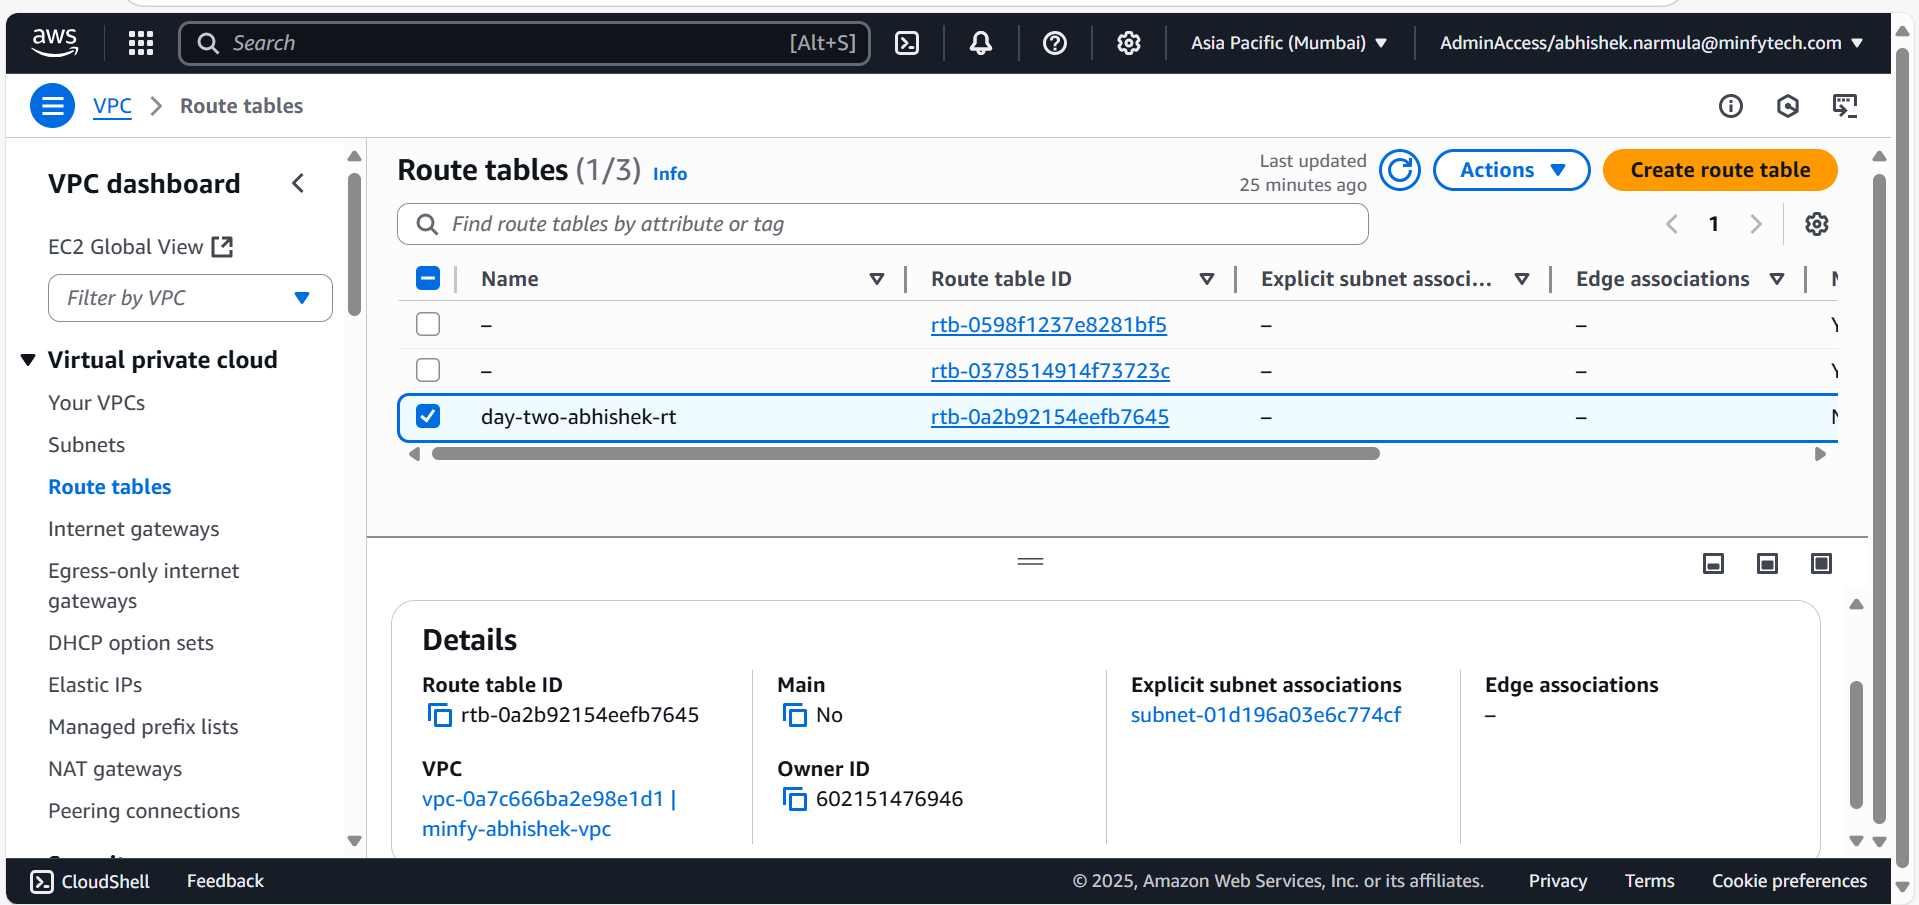 aws
Search
[Alt+S]
Asia Pacific (Mumbai)
AdminAccess/abhishek.narmula@minfytech.com
VPC
Route tables
VPC dashboard
EC2 Global View
Filter by VPC
Virtual private cloud
Your VPCs
Subnets
Route tables
Internet gateways
Egress-only internet
gateways
DHCP option sets
Elastic IPs
Managed prefix lists
NAT gateways
Peering connections
Route tables (1/3) Info
Last updated
25 minutes ago
Actions
Create route table
Find route tables by attribute or tag
1
Name Route table ID Explicit subnet associ... Edge associations
– rtb-0598f1237e8281bf5 – –
– rtb-0378514914f73723c – –
day-two-abhishek-rt rtb-0a2b92154eefb7645 – –
Details
Route table ID
rtb-0a2b92154eefb7645
Main
No
Explicit subnet associations
subnet-01d196a03e6c774cf
Edge associations
–
VPC
vpc-0a7c666ba2e98e1d1 |
minfy-abhishek-vpc
Owner ID
602151476946
CloudShell
Feedback
© 2025, Amazon Web Services, Inc. or its affiliates.
Privacy
Terms
Cookie preferences